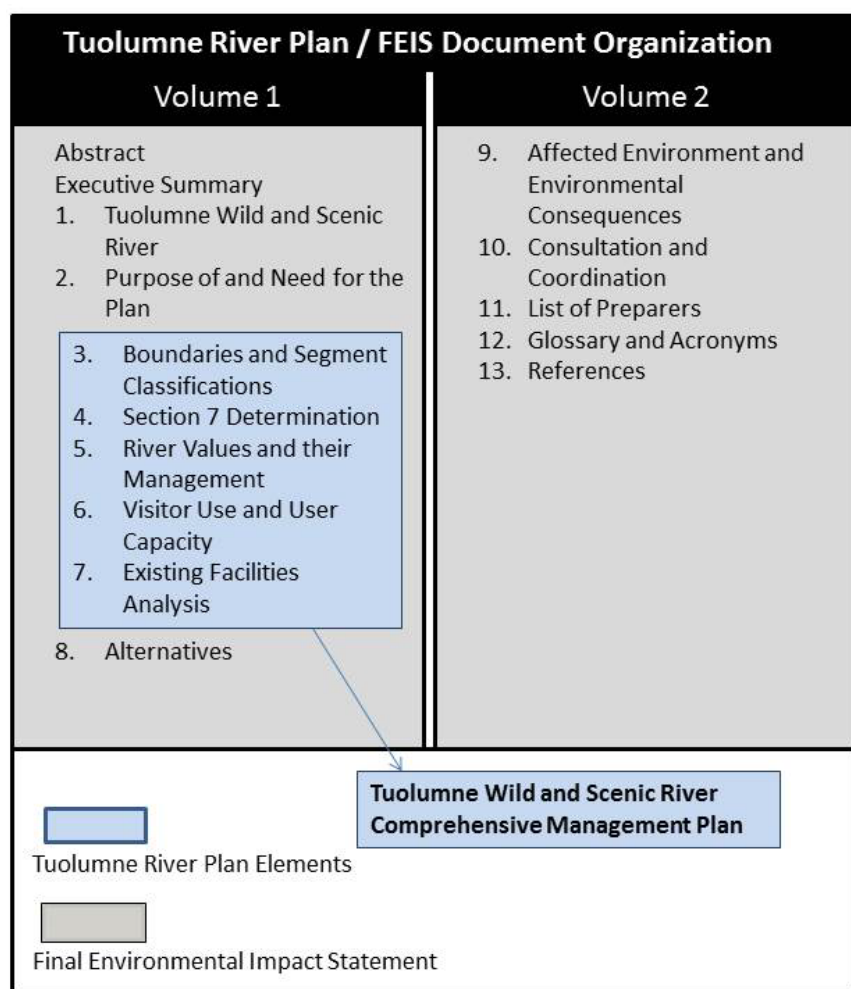 Tuolumne River Plan / FEIS Document Organization
Volume 1
Abstract
Executive Summary
1. Tuolumne Wild and Scenic
River
2. Purpose of and Need for the
Plan
3. Boundaries and Segment
Classifications
4. Section 7 Determination
5. River Values and their
Management
6. Visitor Use and User
Capacity
7. Existing Facilities
Analysis
8. Alternatives
Volume 2
9. Affected Environment and
Environmental
Consequences
10. Consultation and
Coordination
11. List of Preparers
12. Glossary and Acronyms
13. References
Tuolumne Wild and Scenic River
Comprehensive Management Plan
Tuolumne River Plan Elements
Final Environmental Impact Statement